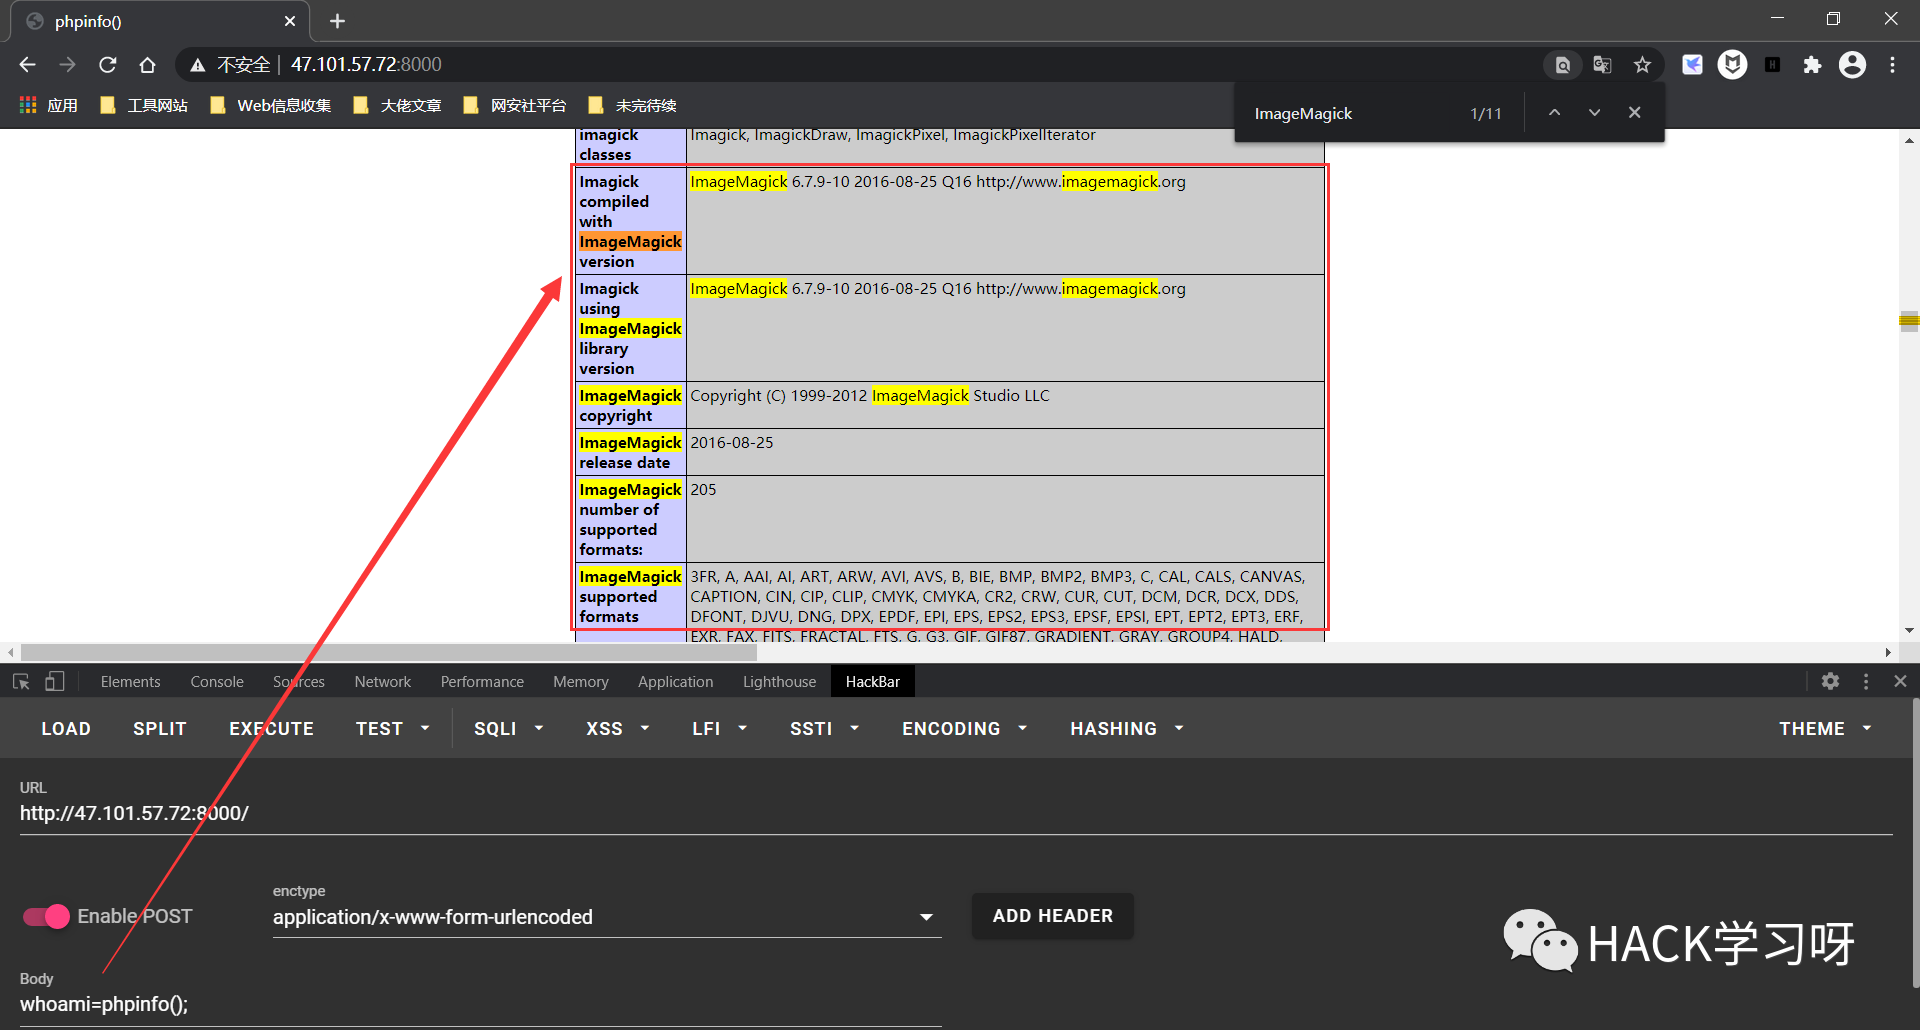 phpinfo()
不安全 | 47.101.57.72:8000
应用 工具网站 Web信息收集 大佬文章 网安社平台 未完待续
ImageMagick 1/11
imagick classes
Imagick, ImagickDraw, ImagickPixel, ImagickPixelIterator
Imagick compiled with ImageMagick version
ImageMagick 6.7.9-10 2016-08-25 Q16 http://www.imagemagick.org
Imagick using ImageMagick library version
ImageMagick 6.7.9-10 2016-08-25 Q16 http://www.imagemagick.org
ImageMagick copyright
Copyright (C) 1999-2012 ImageMagick Studio LLC
ImageMagick release date
2016-08-25
ImageMagick number of supported formats:
205
ImageMagick supported formats
3FR, A, AAI, AI, ART, ARW, AVI, AVS, B, BIE, BMP, BMP2, BMP3, C, CAL, CALS, CANVAS,
CAPTION, CIN, CIP, CLIP, CMYK, CMYKA, CR2, CRW, CUR, CUT, DCM, DCR, DCX, DDS,
DFONT, DJVU, DNG, DPX, EPDF, EPI, EPS, EPS2, EPS3, EPSF, EPSI, EPT, EPT2, EPT3, ERF,
EXR, FAX, FITS, FRACTAL, FTS, G, G3, GIF, GIF87, GRADIENT, GRAY, GROUP4, HALD,
Elements Console Sources Network Performance Memory Application Lighthouse HackBar
LOAD SPLIT EXECUTE TEST SQLI XSS LFI SSTI ENCODING HASHING THEME
URL
http://47.101.57.72:8000/
Enable POST
enctype
application/x-www-form-urlencoded
ADD HEADER
HACK学习呀
Body
whoami=phpinfo();